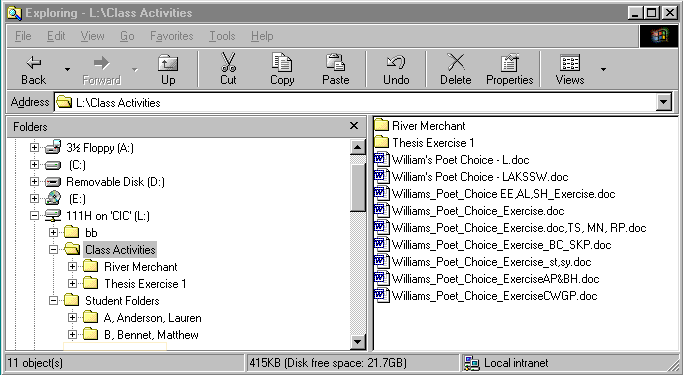 Exploring - L:\Class Activities
File Edit View Go Favorites Tools Help
Back Forward Up Cut Copy Paste Undo Delete Properties Views
Address L:\Class Activities
Folders
3½ Floppy (A:)
(C:)
Removable Disk (D:)
(E:)
111H on 'CIC' (L:)
bb
Class Activities
River Merchant
Thesis Exercise 1
Student Folders
A, Anderson, Lauren
B, Bennet, Matthew
River Merchant
Thesis Exercise 1
William's Poet Choice - L.doc
William's Poet Choice - LAKSSW.doc
Williams_Poet_Choice EE,AL,SH_Exercise.doc
Williams_Poet_Choice_Exercise.doc
Williams_Poet_Choice_Exercise.doc,TS, MN, RP.doc
Williams_Poet_Choice_Exercise_BC_SKP.doc
Williams_Poet_Choice_Exercise_st,sy.doc
Williams_Poet_Choice_ExerciseAP&BH.doc
Williams_Poet_Choice_ExerciseCWGP.doc
11 object(s) 415KB (Disk free space: 21.7GB) Local intranet